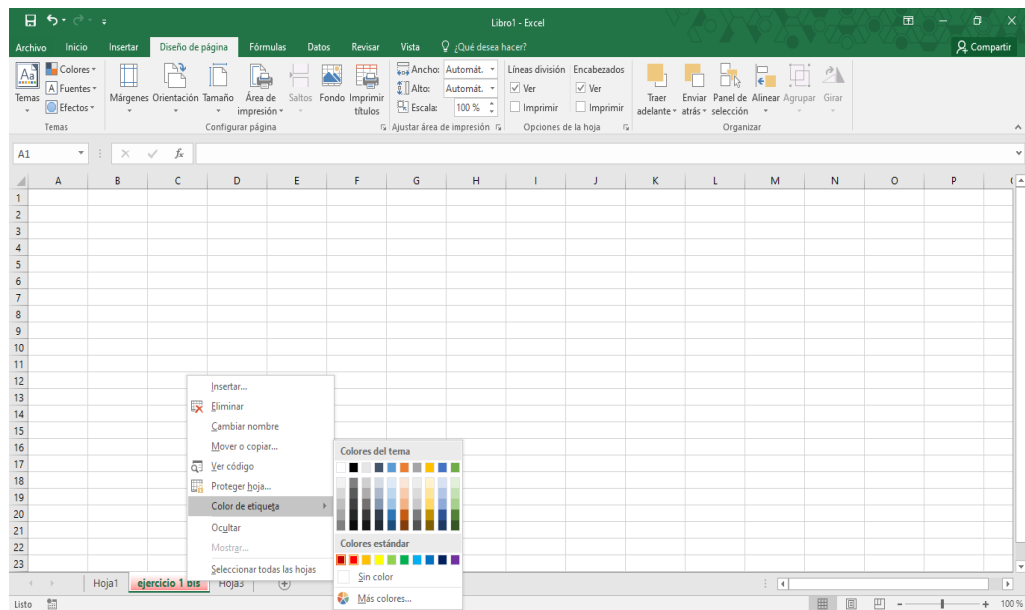 Libro1 - Excel
Archivo Inicio Insertar Diseño de página Fórmulas Datos Revisar Vista ¿Qué desea hacer? Compartir
Aa Colores Ancho: Automát. Líneas división Encabezados
A Fuentes Alto: Automát. Ver Ver
Temas Efectos Márgenes Orientación Tamaño Área de impresión Saltos Fondo Imprimir títulos Escala: 100 % Imprimir Imprimir Traer adelante Enviar atrás Panel de selección Alinear Agrupar Girar
Temas Configurar página Ajustar área de impresión Opciones de la hoja Organizar
A1 fx
A B C D E F G H I J K L M N O P
1
2
3
4
5
6
7
8
9
10
11
12
13
14
15
16
17
18
19
20
21
22
23
Insertar...
Eliminar
Cambiar nombre
Mover o copiar...
Ver código
Proteger hoja...
Color de etiqueta
Ocultar
Mostrar...
Seleccionar todas las hojas
Colores del tema
Colores estándar
Sin color
Más colores...
Hoja1 ejercicio 1 bis Hoja3
Listo 100 %